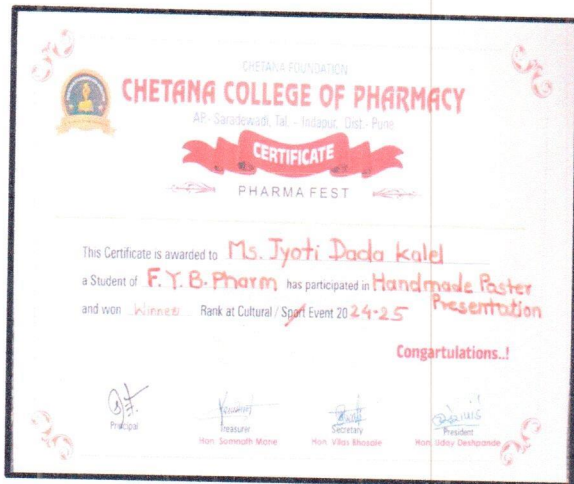 CHETANA FOUNDATION
CHETANA COLLEGE OF PHARMACY
AP.- Saradewadi, Tal. - Indapur, Dist.- Pune
CERTIFICATE
PHARMA FEST
This Certificate is awarded to Ms. Jyoti Dada Kalel
a Student of F.Y.B.Pharm has participated in Handmade Poster
Presentation
and won Winner Rank at Cultural / Sport Event 2024-25
Congartulations..!
Principal
Treasurer
Hon. Somnath Mane
Secretary
Hon. Vilas Bhosale
President
Hon. Uday Deshpande